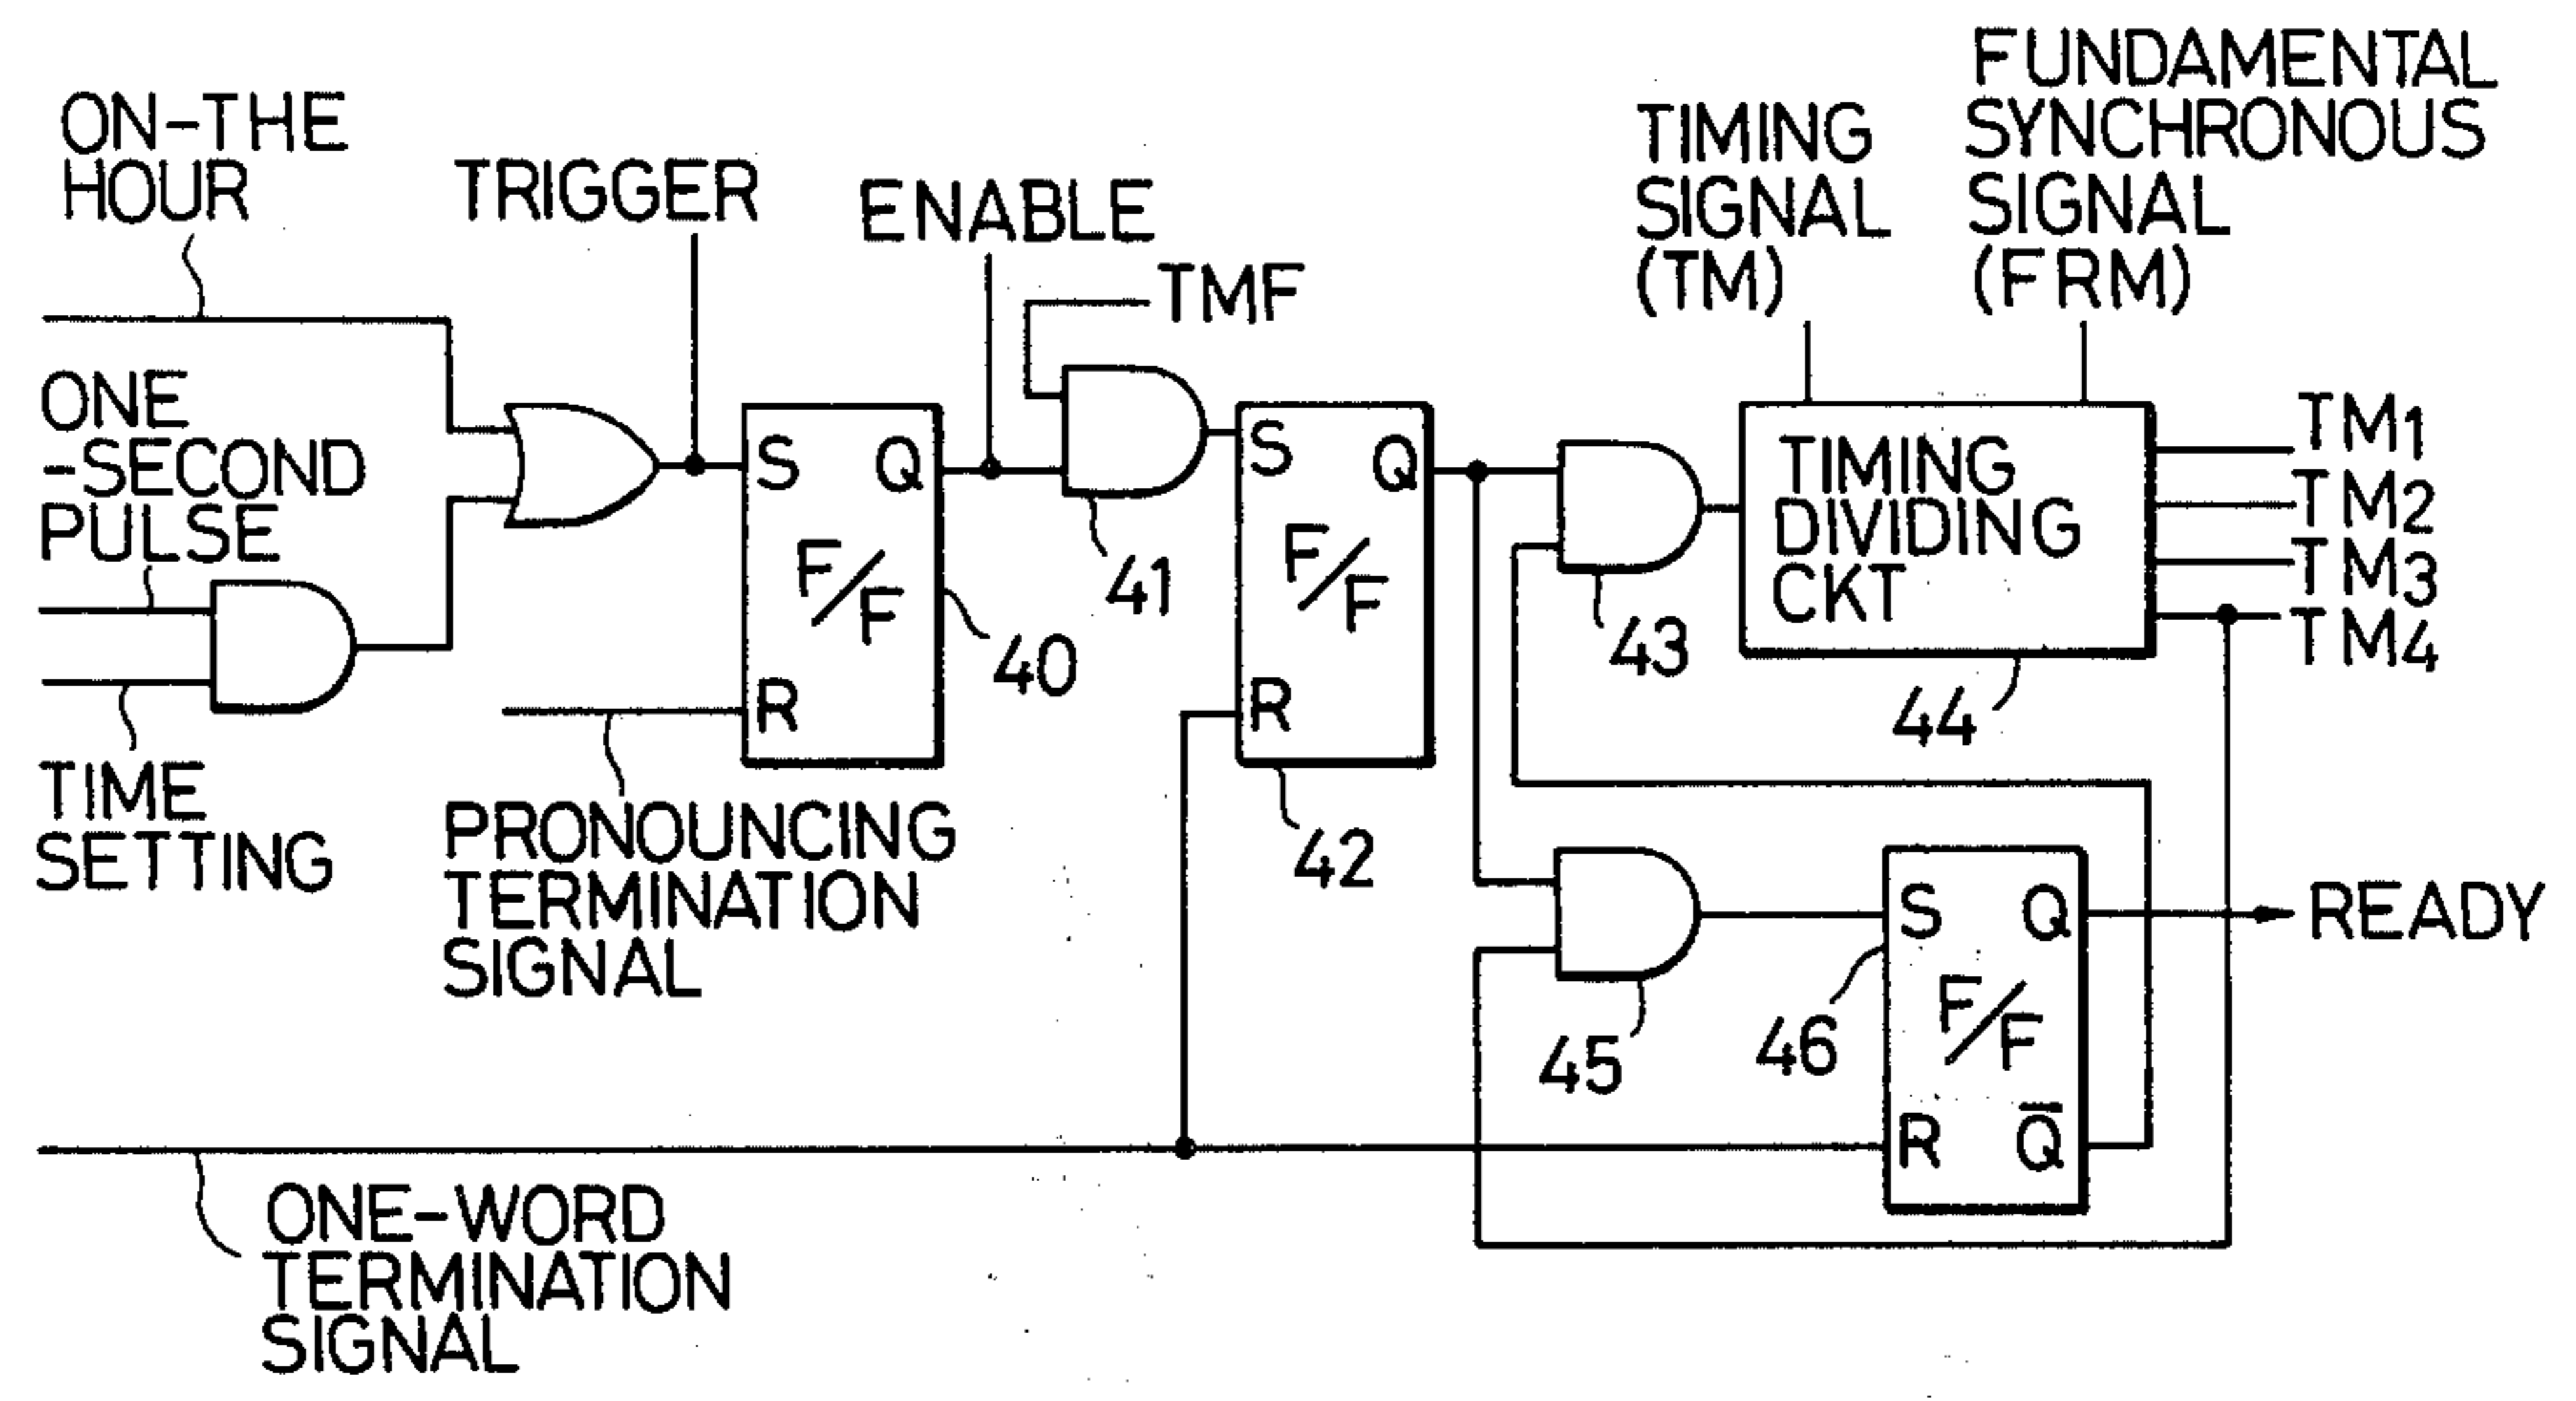 ON-THE
HOUR
TRIGGER
ENABLE
TMF
TIMING
SIGNAL
(TM)
FUNDAMENTAL
SYNCHRONOUS
SIGNAL
(FRM)
ONE
-SECOND
PULSE
TIME
SETTING
S
Q
F/F
R
40
PRONOUNCING
TERMINATION
SIGNAL
41
S
Q
F/F
R
42
43
TIMING
DIVIDING
CKT
44
TM1
TM2
TM3
TM4
45
46
S
Q
F/F
R
Q̅
READY
ONE-WORD
TERMINATION
SIGNAL